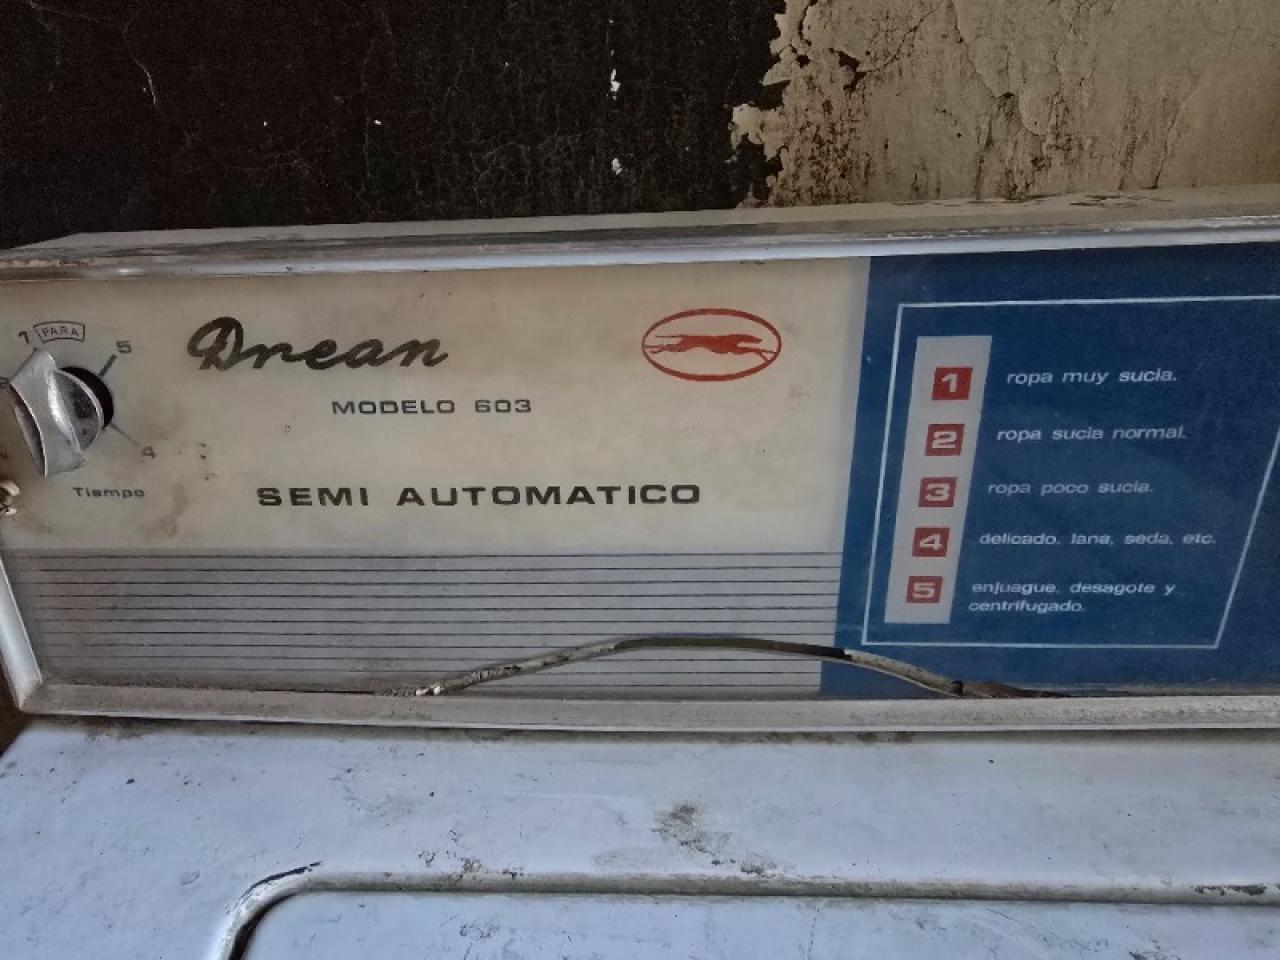 1 PARA 5
4
Tiempo
Drean
MODELO 603
SEMI AUTOMATICO
1 ropa muy sucia.
2 ropa sucia normal.
3 ropa poco sucia.
4 delicado. lana, seda, etc.
5 enjuague, desagote y
centrifugado.